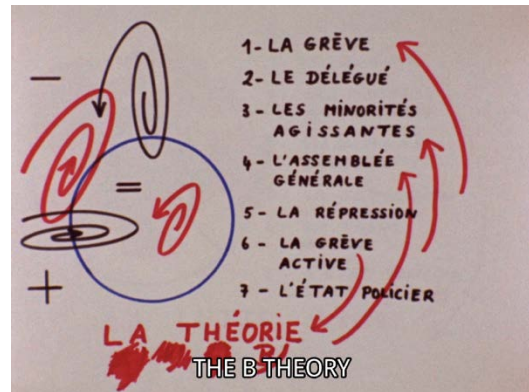 1 - LA GRÈVE
2 - LE DÉLÉGUÉ
3 - LES MINORITÉS
AGISSANTES
4 - L'ASSEMBLÉE
GÉNÉRALE
5 - LA RÉPRESSION
6 - LA GRÈVE
ACTIVE
7 - L'ÉTAT POLICIER
- = +
LA THÉORIE
B
THE B THEORY